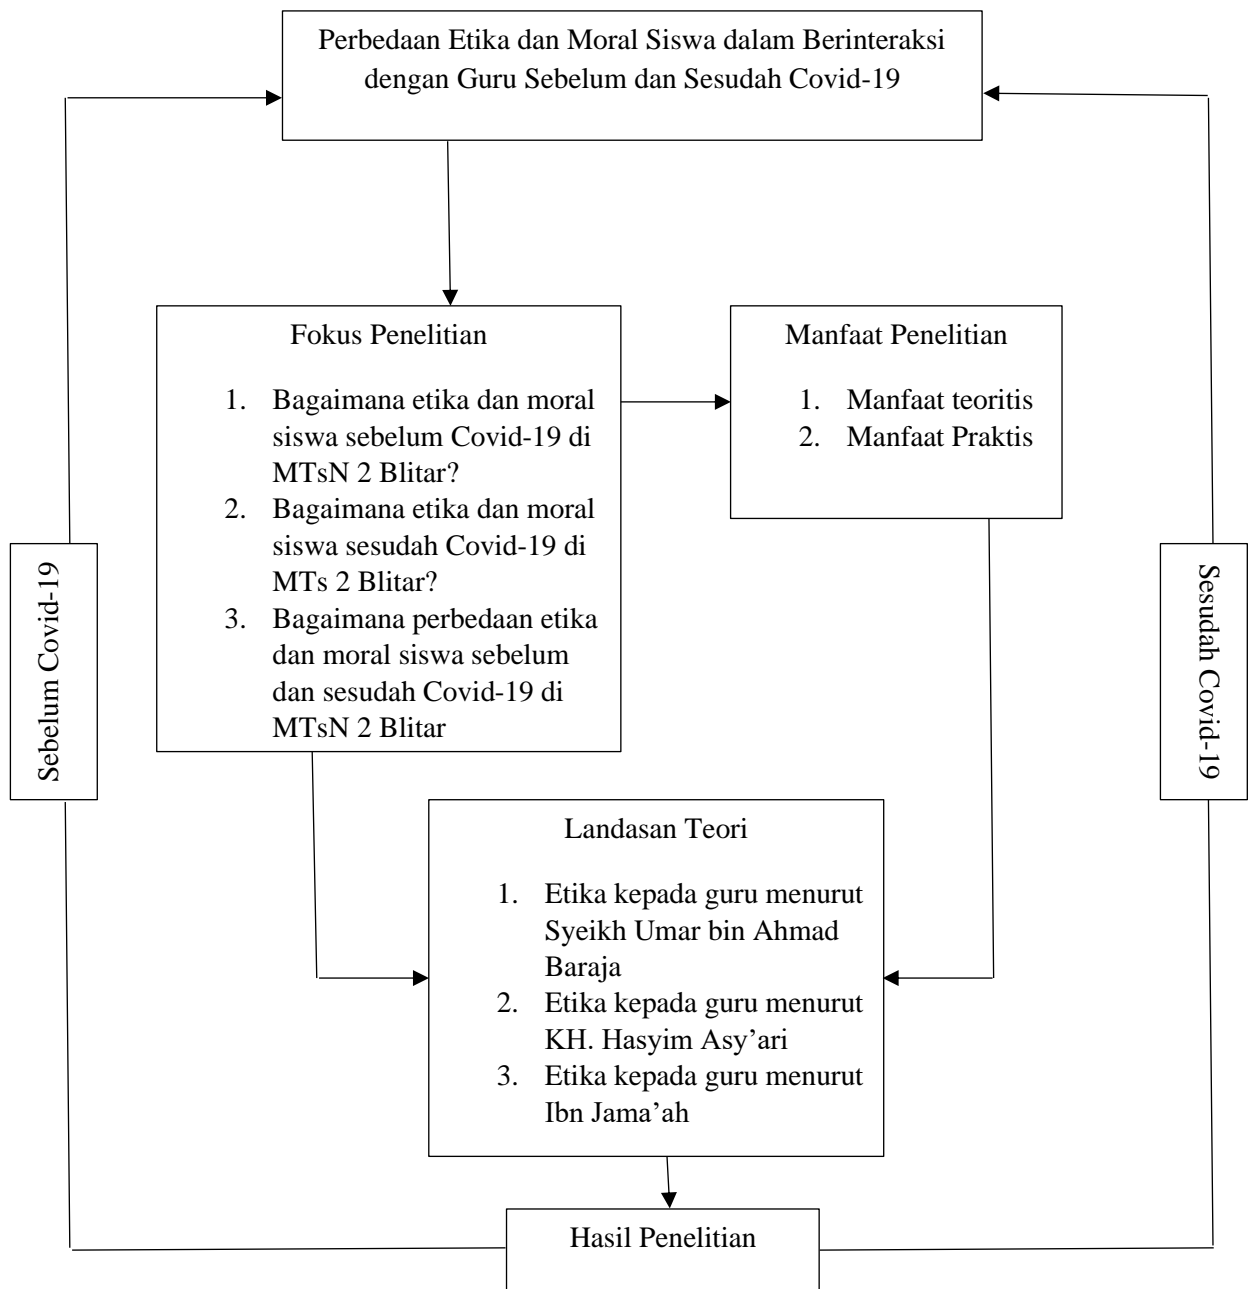 Perbedaan Etika dan Moral Siswa dalam Berinteraksi
dengan Guru Sebelum dan Sesudah Covid-19
Fokus Penelitian
1. Bagaimana etika dan moral
siswa sebelum Covid-19 di
MTsN 2 Blitar?
2. Bagaimana etika dan moral
siswa sesudah Covid-19 di
MTs 2 Blitar?
3. Bagaimana perbedaan etika
dan moral siswa sebelum
dan sesudah Covid-19 di
MTsN 2 Blitar
Manfaat Penelitian
1. Manfaat teoritis
2. Manfaat Praktis
Sebelum Covid-19
Sesudah Covid-19
Landasan Teori
1. Etika kepada guru menurut
Syeikh Umar bin Ahmad
Baraja
2. Etika kepada guru menurut
KH. Hasyim Asy’ari
3. Etika kepada guru menurut
Ibn Jama’ah
Hasil Penelitian